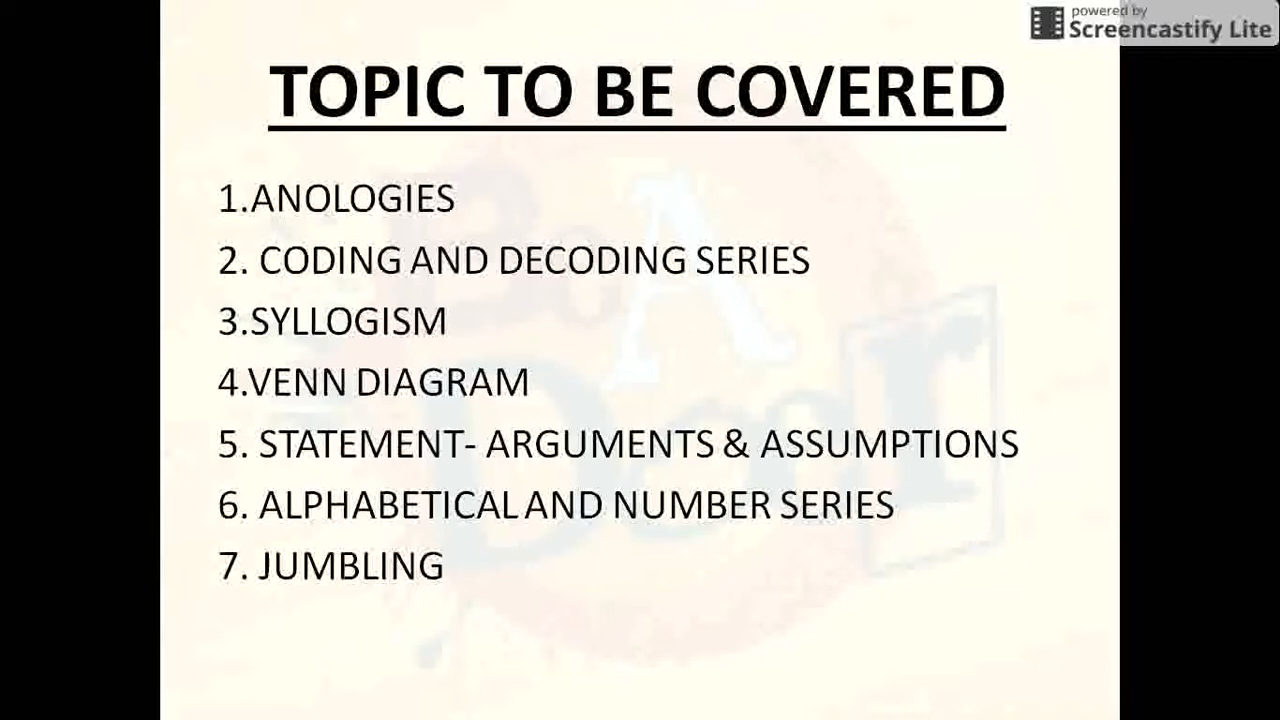 powered by
Screencastify Lite
TOPIC TO BE COVERED
1.ANOLOGIES
2. CODING AND DECODING SERIES
3.SYLLOGISM
4.VENN DIAGRAM
5. STATEMENT- ARGUMENTS & ASSUMPTIONS
6. ALPHABETICAL AND NUMBER SERIES
7. JUMBLING